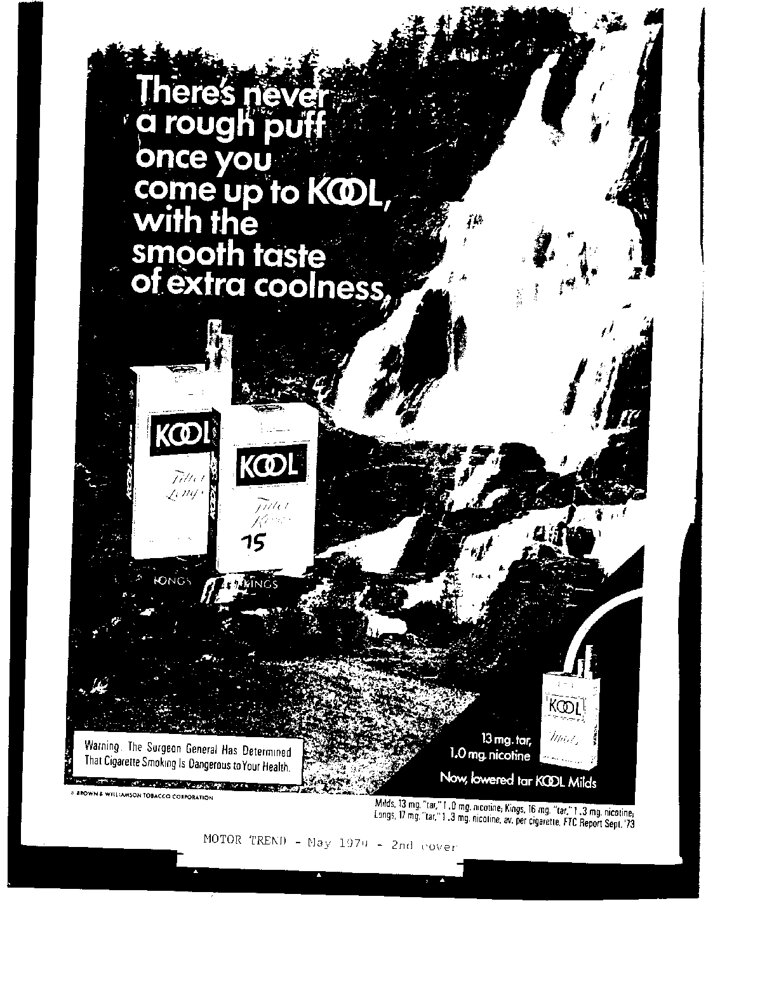 There's never
a rough puff
once you
come up to KOOL,
with the
smooth taste
of extra coolness.
KOOL
Filter
Longs
KOOL
KOOL
Filter
Kings
75
LONGS
KINGS
KOOL
Milds
13 mg. tar,
1.0 mg. nicotine
Now, lowered tar KOOL Milds
Warning: The Surgeon General Has Determined
That Cigarette Smoking Is Dangerous to Your Health.
© BROWN & WILLIAMSON TOBACCO CORPORATION
Milds, 13 mg. "tar," 1.0 mg. nicotine; Kings, 16 mg. "tar," 1.3 mg. nicotine;
Longs, 17 mg. "tar," 1.3 mg. nicotine, av. per cigarette, FTC Report Sept. '73
MOTOR TREND - May 1974 - 2nd cover